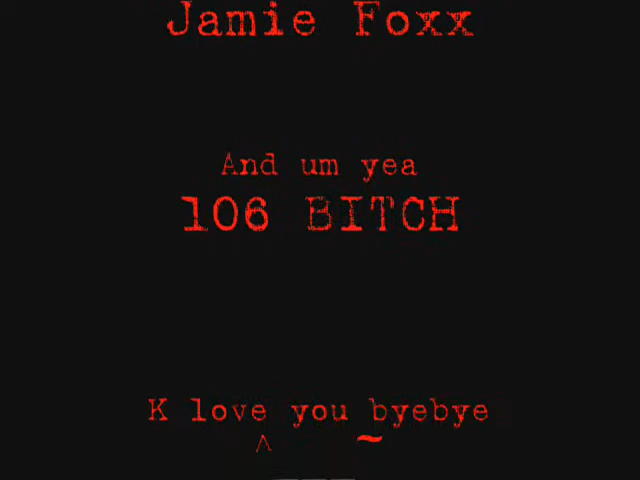 Jamie Foxx
And um yea
106 BITCH
K love you byebye
^ ~